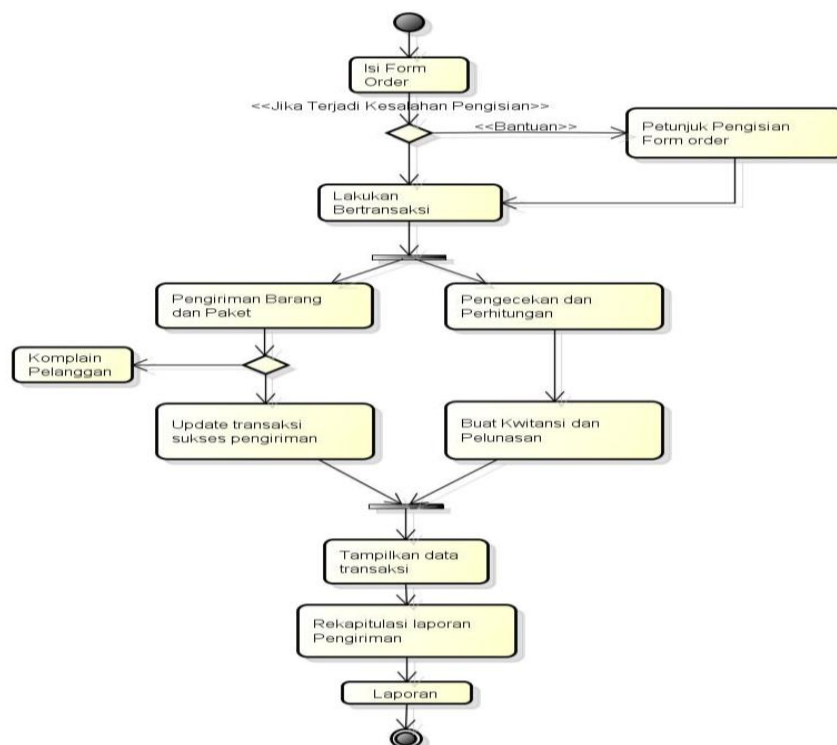 Isi Form
Order
<<Jika Terjadi Kesalahan Pengisian>>
<<Bantuan>>
Petunjuk Pengisian
Form order
Lakukan
Bertransaksi
Pengiriman Barang
dan Paket
Pengecekan dan
Perhitungan
Komplain
Pelanggan
Update transaksi
sukses pengiriman
Buat Kwitansi dan
Pelunasan
Tampilkan data
transaksi
Rekapitulasi laporan
Pengiriman
Laporan